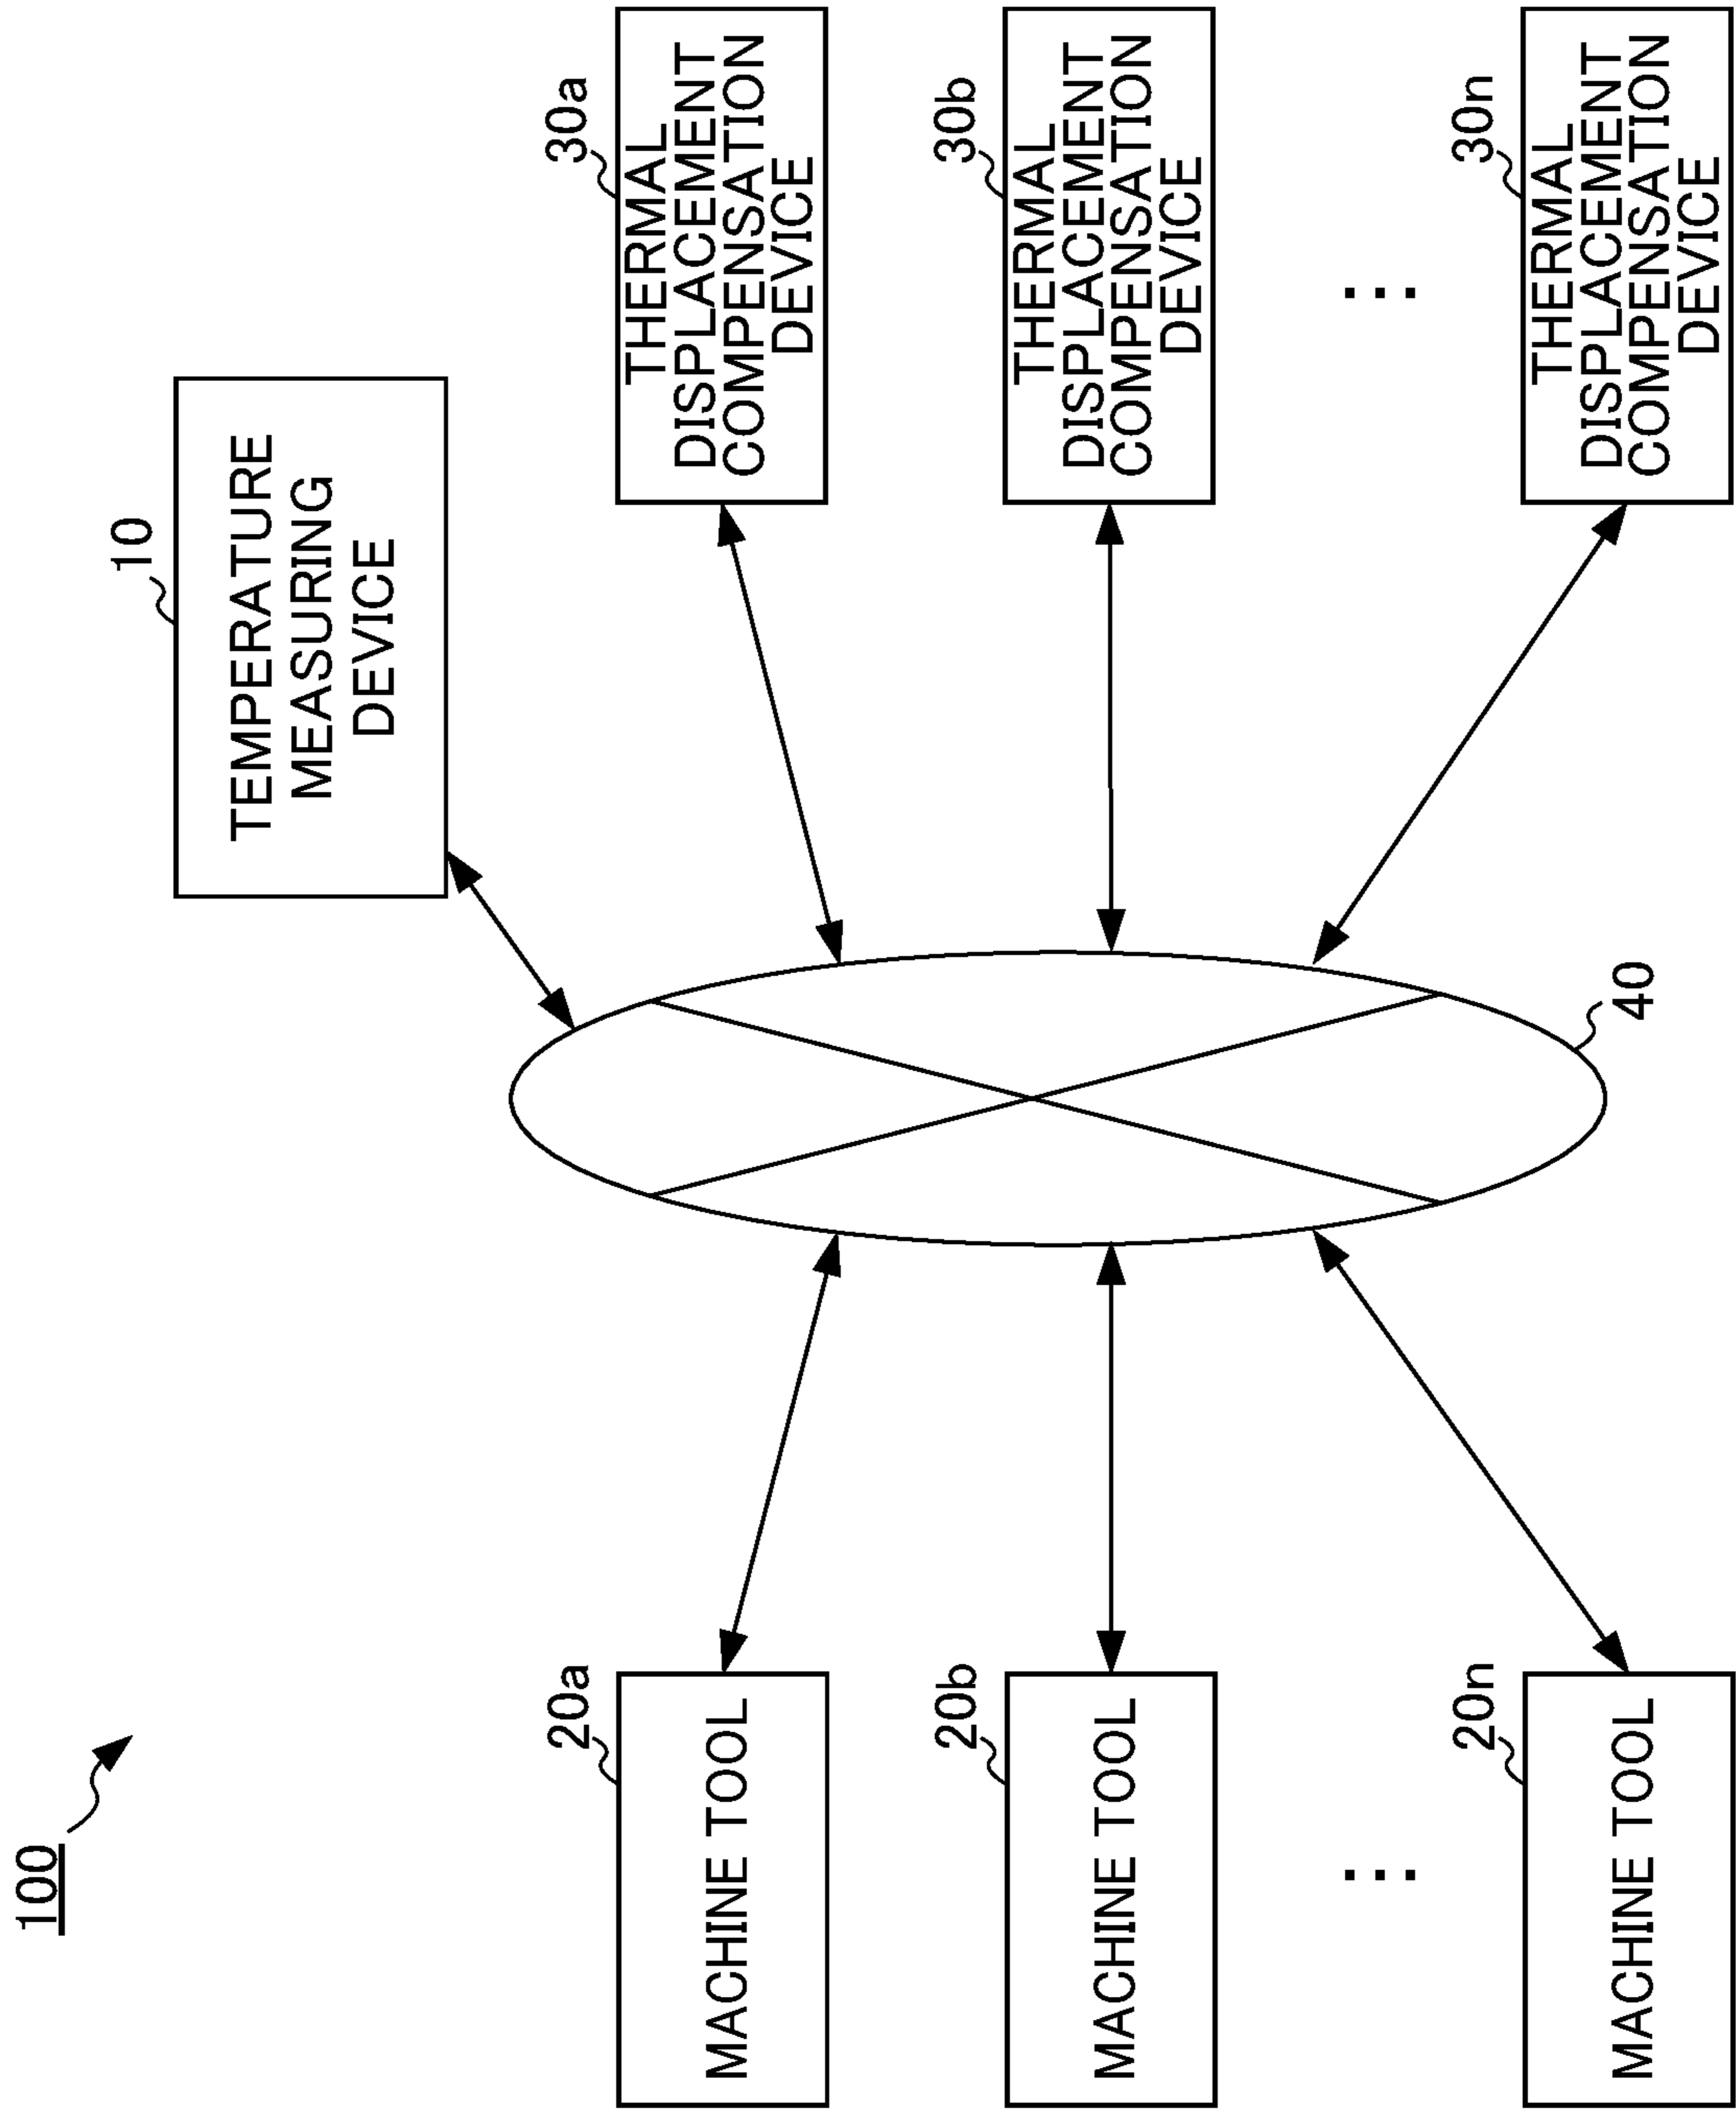 100
10
TEMPERATURE
MEASURING
DEVICE
20a
MACHINE TOOL
30a
THERMAL
DISPLACEMENT
COMPENSATION
DEVICE
20b
MACHINE TOOL
30b
THERMAL
DISPLACEMENT
COMPENSATION
DEVICE
...
...
20n
MACHINE TOOL
30n
THERMAL
DISPLACEMENT
COMPENSATION
DEVICE
40